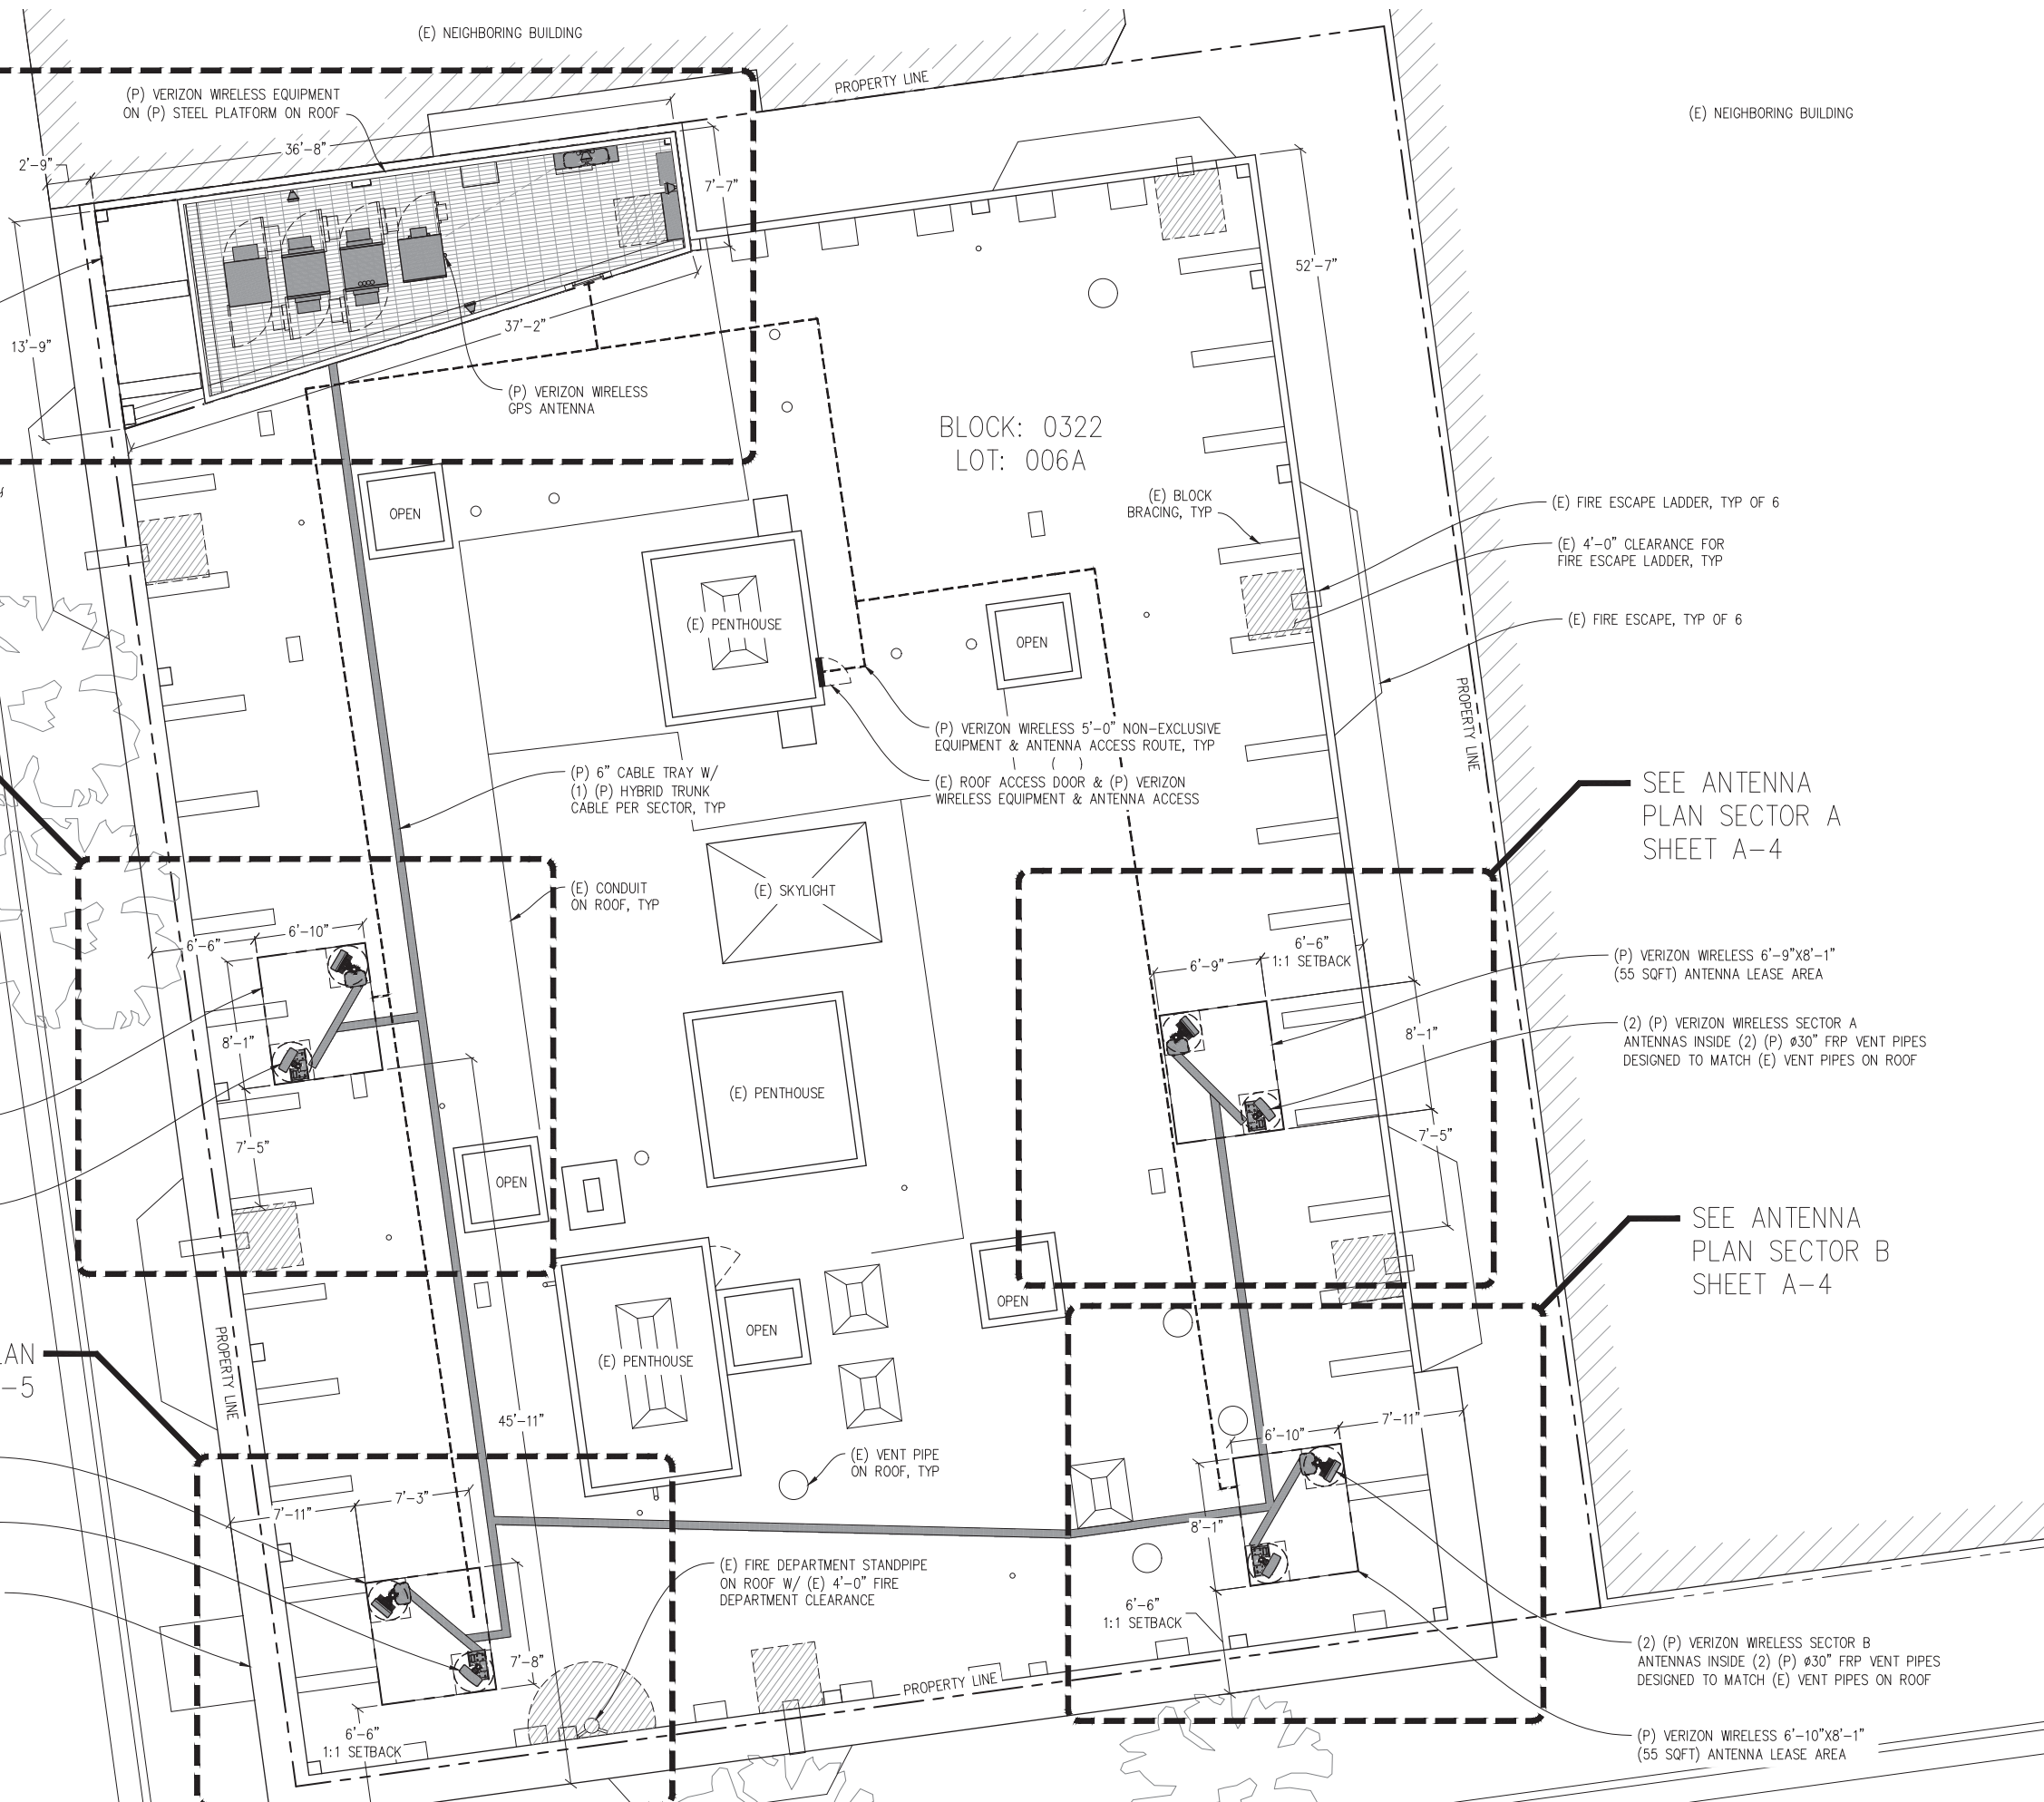 (E) NEIGHBORING BUILDING
PROPERTY LINE
(P) VERIZON WIRELESS EQUIPMENT
ON (P) STEEL PLATFORM ON ROOF
(E) NEIGHBORING BUILDING
36'-8"
2'-9"
7'-7"
52'-7"
13'-9"
37'-2"
(P) VERIZON WIRELESS
GPS ANTENNA
BLOCK: 0322
LOT: 006A
(E) BLOCK
BRACING, TYP
OPEN
(E) FIRE ESCAPE LADDER, TYP OF 6
(E) 4'-0" CLEARANCE FOR
FIRE ESCAPE LADDER, TYP
(E) FIRE ESCAPE, TYP OF 6
(E) PENTHOUSE
OPEN
PROPERTY LINE
(P) VERIZON WIRELESS 5'-0" NON-EXCLUSIVE
EQUIPMENT & ANTENNA ACCESS ROUTE, TYP
( )
(E) ROOF ACCESS DOOR & (P) VERIZON
WIRELESS EQUIPMENT & ANTENNA ACCESS
(P) 6" CABLE TRAY W/
(1) (P) HYBRID TRUNK
CABLE PER SECTOR, TYP
SEE ANTENNA
PLAN SECTOR A
SHEET A-4
(E) CONDUIT
ON ROOF, TYP
(E) SKYLIGHT
6'-6"
6'-10"
6'-9"
6'-6"
1:1 SETBACK
(P) VERIZON WIRELESS 6'-9"X8'-1"
(55 SQFT) ANTENNA LEASE AREA
8'-1"
8'-1"
(2) (P) VERIZON WIRELESS SECTOR A
ANTENNAS INSIDE (2) (P) ø30" FRP VENT PIPES
DESIGNED TO MATCH (E) VENT PIPES ON ROOF
(E) PENTHOUSE
7'-5"
7'-5"
OPEN
SEE ANTENNA
PLAN SECTOR B
SHEET A-4
OPEN
OPEN
(E) PENTHOUSE
PROPERTY LINE
LAN
-5
45'-11"
7'-11"
6'-10"
(E) VENT PIPE
ON ROOF, TYP
7'-3"
7'-11"
8'-1"
(E) FIRE DEPARTMENT STANDPIPE
ON ROOF W/ (E) 4'-0" FIRE
DEPARTMENT CLEARANCE
6'-6"
1:1 SETBACK
7'-8"
(2) (P) VERIZON WIRELESS SECTOR B
ANTENNAS INSIDE (2) (P) ø30" FRP VENT PIPES
DESIGNED TO MATCH (E) VENT PIPES ON ROOF
PROPERTY LINE
6'-6"
1:1 SETBACK
(P) VERIZON WIRELESS 6'-10"X8'-1"
(55 SQFT) ANTENNA LEASE AREA